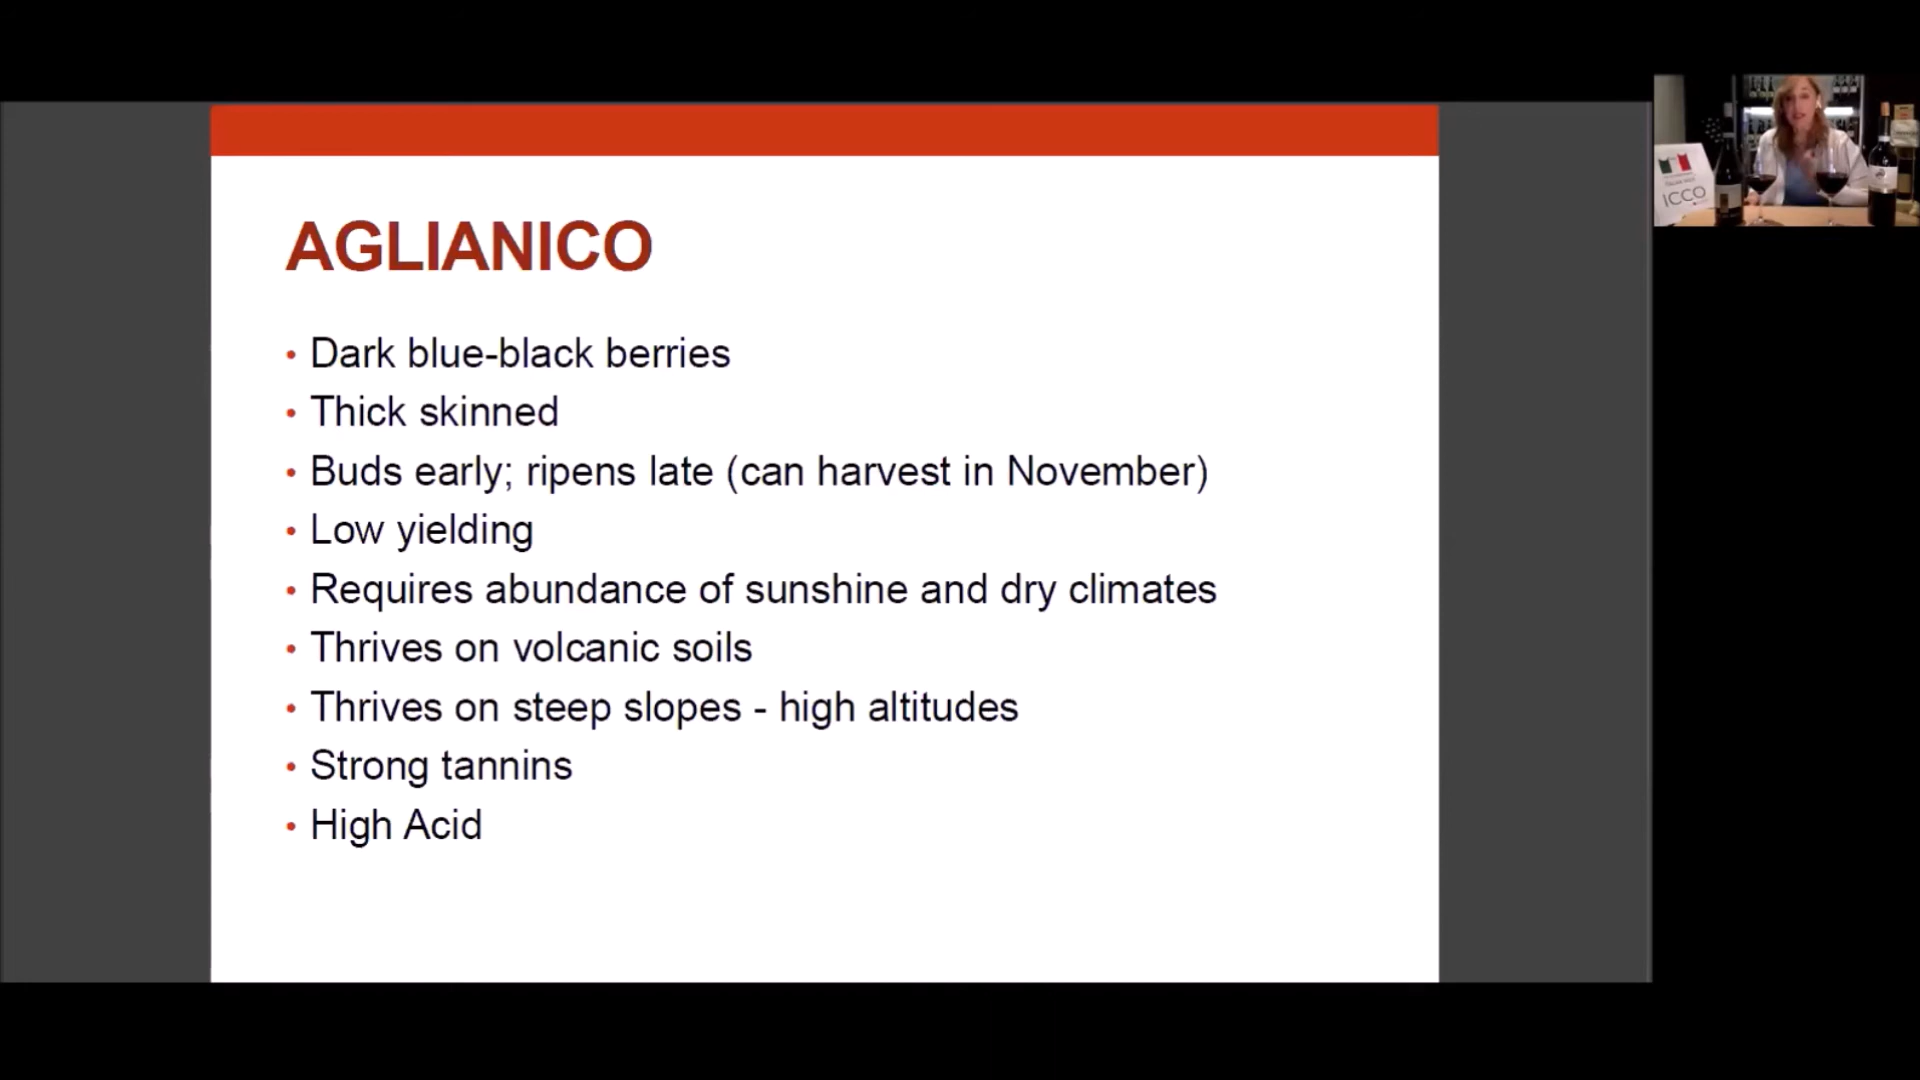 AGLIANICO
• Dark blue-black berries
• Thick skinned
• Buds early; ripens late (can harvest in November)
• Low yielding
• Requires abundance of sunshine and dry climates
• Thrives on volcanic soils
• Thrives on steep slopes - high altitudes
• Strong tannins
• High Acid
ICCO